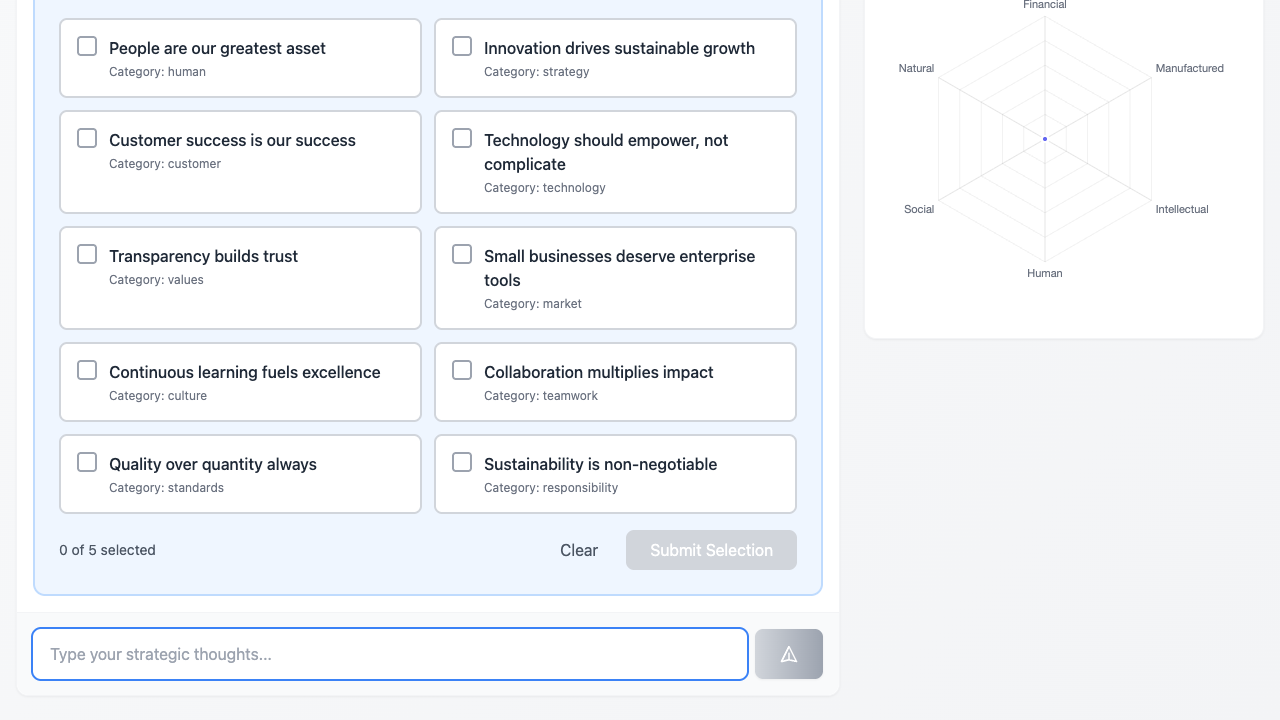 People are our greatest asset
Category: human
Innovation drives sustainable growth
Category: strategy
Customer success is our success
Category: customer
Technology should empower, not
complicate
Category: technology
Transparency builds trust
Category: values
Small businesses deserve enterprise
tools
Category: market
Continuous learning fuels excellence
Category: culture
Collaboration multiplies impact
Category: teamwork
Quality over quantity always
Category: standards
Sustainability is non-negotiable
Category: responsibility
0 of 5 selected
Clear
Submit Selection
Type your strategic thoughts...
Financial
Natural
Manufactured
Social
Intellectual
Human